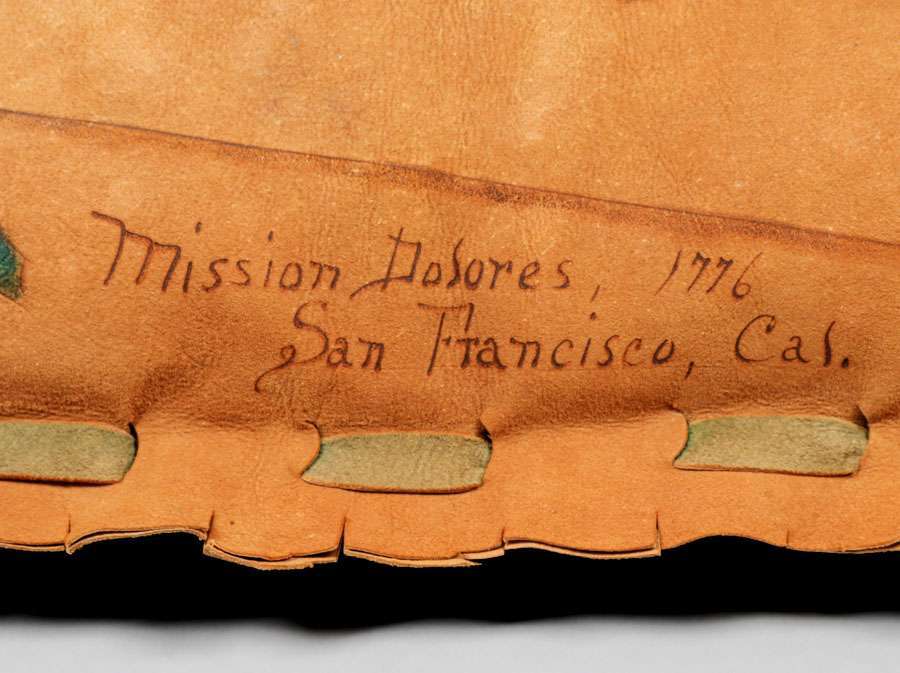 Mission Dolores, 1776
San Francisco, Cal.